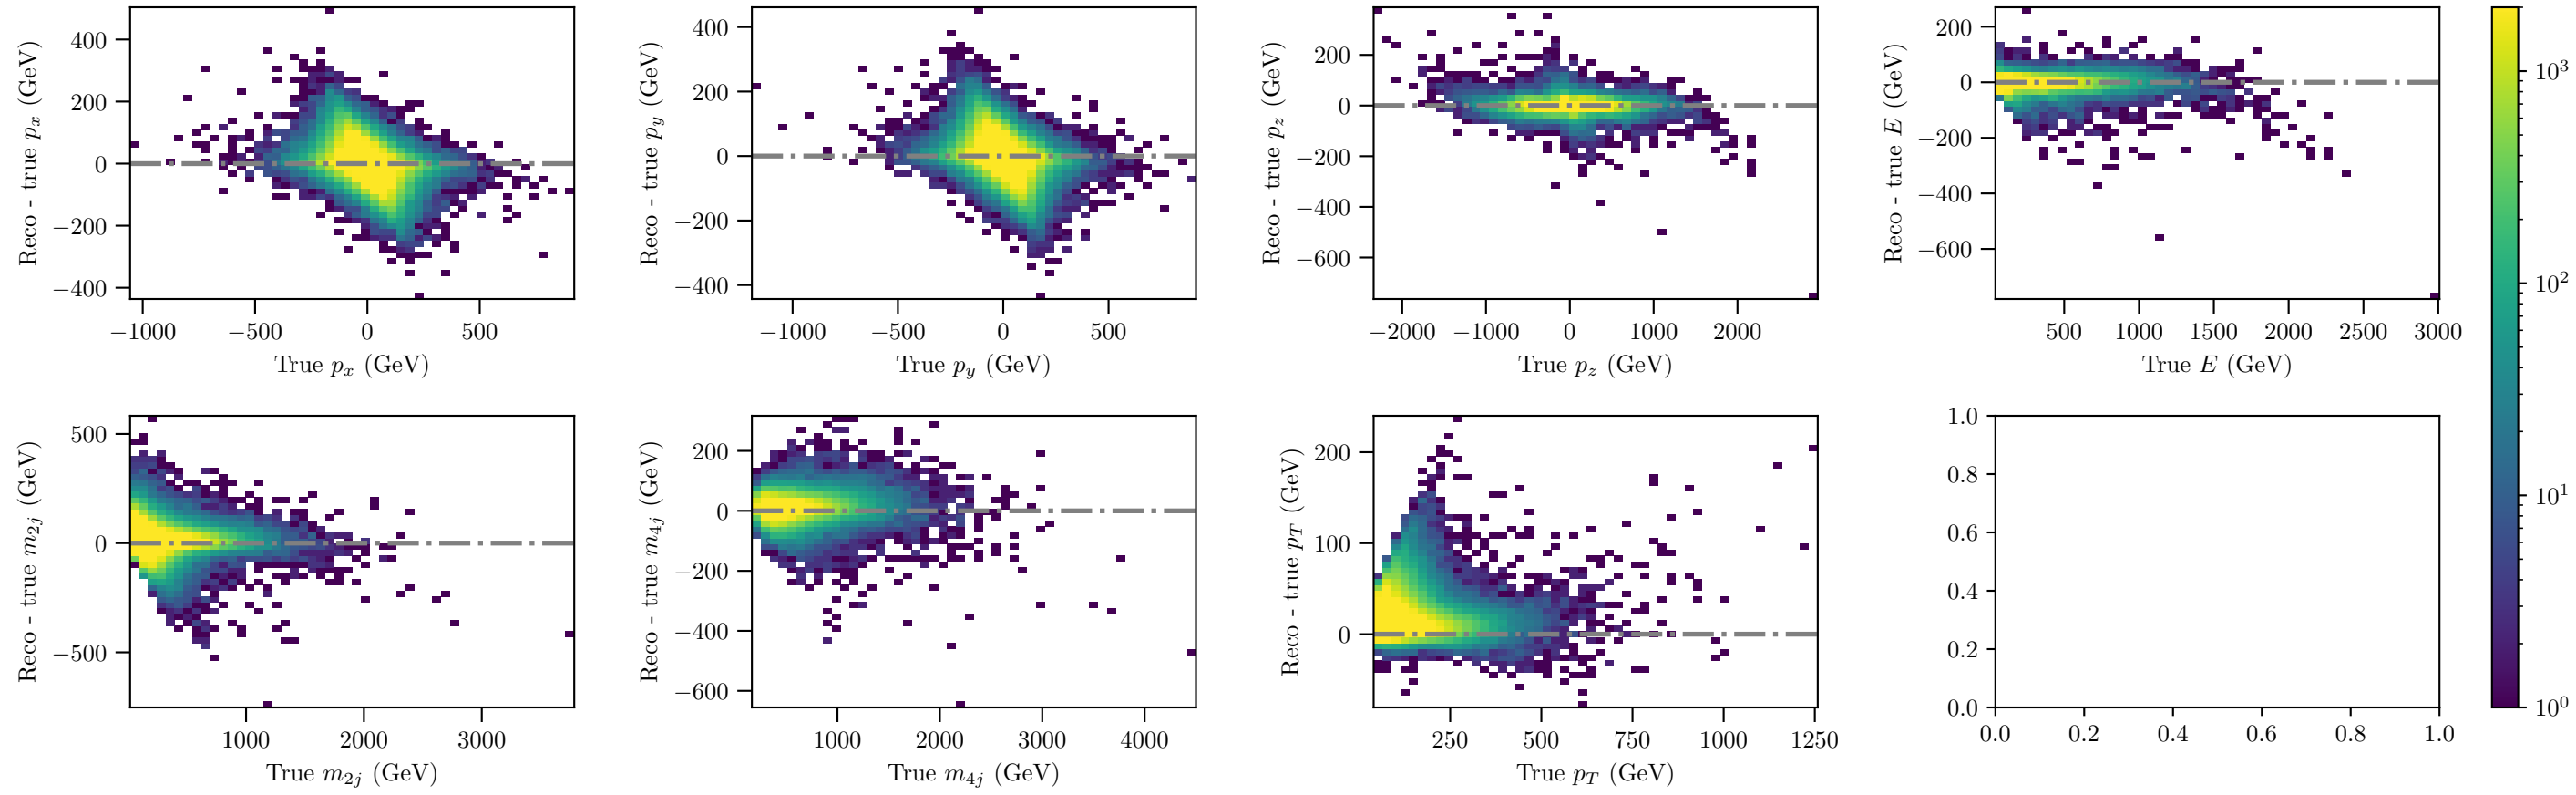 Reco - true p_x (GeV)
400
200
0
−200
−400
−1000 −500 0 500
True p_x (GeV)
Reco - true p_y (GeV)
400
200
0
−200
−400
−1000 −500 0 500
True p_y (GeV)
Reco - true p_z (GeV)
200
0
−200
−400
−600
−2000 −1000 0 1000 2000
True p_z (GeV)
Reco - true E (GeV)
200
0
−200
−400
−600
500 1000 1500 2000 2500 3000
True E (GeV)
10^3
10^2
10^1
10^0
Reco - true m_{2j} (GeV)
500
0
−500
1000 2000 3000
True m_{2j} (GeV)
Reco - true m_{4j} (GeV)
200
0
−200
−400
−600
1000 2000 3000 4000
True m_{4j} (GeV)
Reco - true p_T (GeV)
200
100
0
250 500 750 1000 1250
True p_T (GeV)
1.0
0.8
0.6
0.4
0.2
0.0
0.0 0.2 0.4 0.6 0.8 1.0